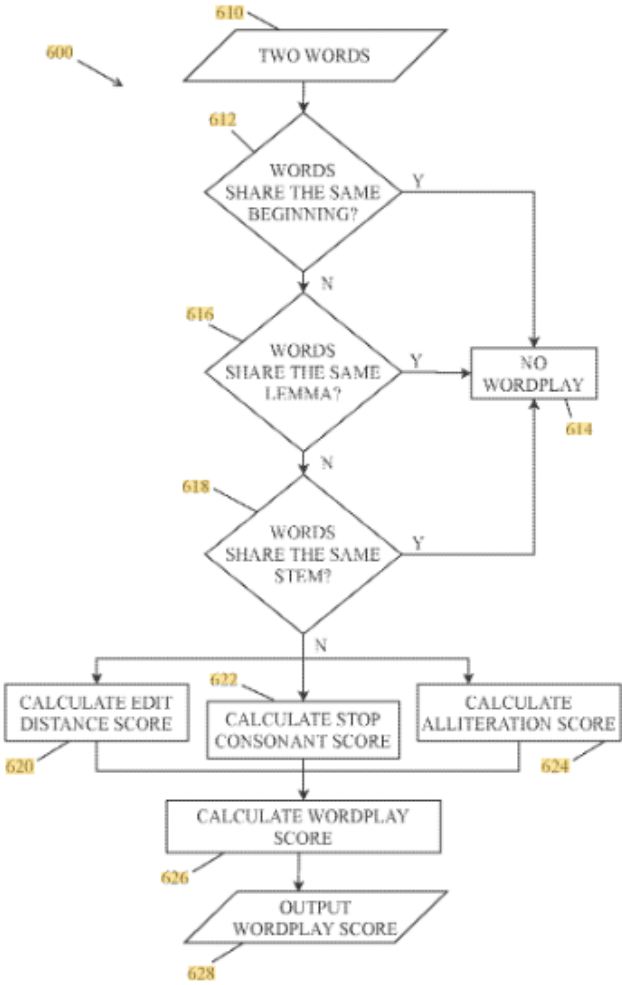 610
600
TWO WORDS
612
WORDS
SHARE THE SAME
BEGINNING?
Y
N
616
WORDS
SHARE THE SAME
LEMMA?
Y
NO
WORDPLAY
614
N
618
WORDS
SHARE THE SAME
STEM?
Y
N
622
CALCULATE EDIT
DISTANCE SCORE
CALCULATE STOP
CONSONANT SCORE
CALCULATE
ALLITERATION SCORE
620
624
CALCULATE WORDPLAY
SCORE
626
OUTPUT
WORDPLAY SCORE
628